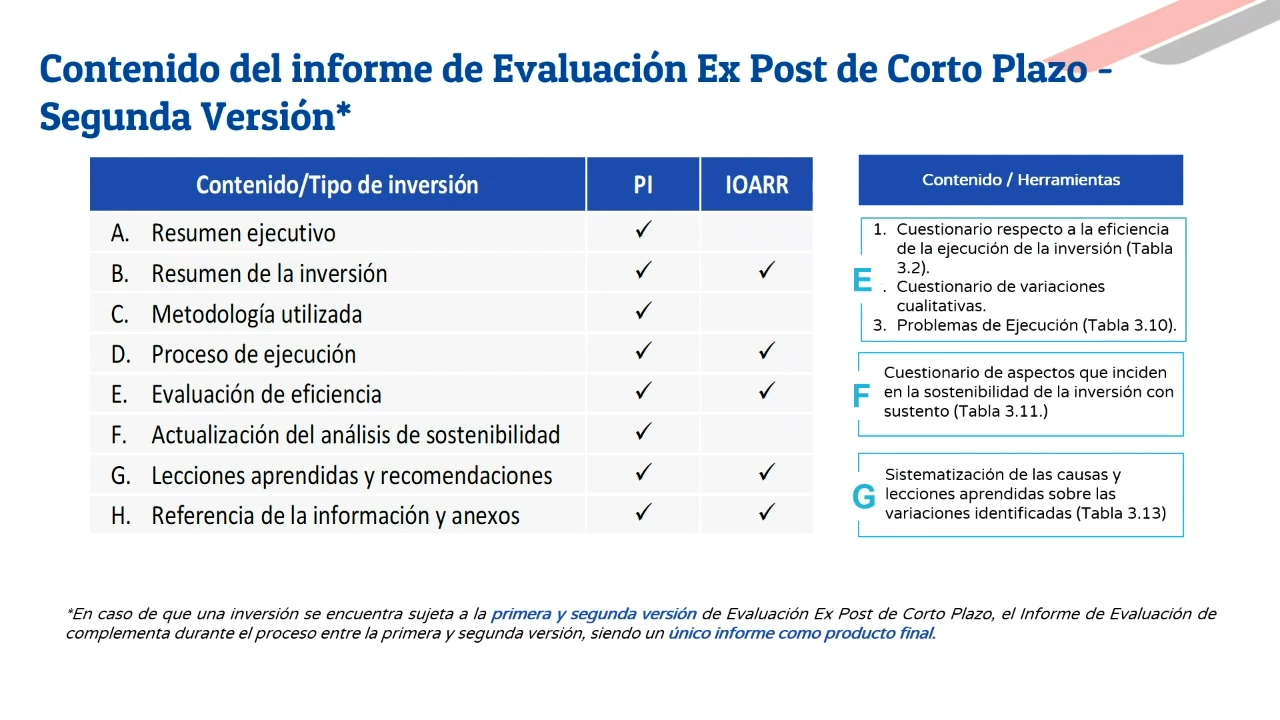 Contenido del informe de Evaluación Ex Post de Corto Plazo -
Segunda Versión*
Contenido/Tipo de inversión PI IOARR
A. Resumen ejecutivo ✓
B. Resumen de la inversión ✓ ✓
C. Metodología utilizada ✓
D. Proceso de ejecución ✓ ✓
E. Evaluación de eficiencia ✓ ✓
F. Actualización del análisis de sostenibilidad ✓
G. Lecciones aprendidas y recomendaciones ✓ ✓
H. Referencia de la información y anexos ✓ ✓
Contenido / Herramientas
E
1. Cuestionario respecto a la eficiencia
de la ejecución de la inversión (Tabla
3.2).
. Cuestionario de variaciones
cualitativas.
3. Problemas de Ejecución (Tabla 3.10).
F
Cuestionario de aspectos que inciden
en la sostenibilidad de la inversión con
sustento (Tabla 3.11.)
G
Sistematización de las causas y
lecciones aprendidas sobre las
variaciones identificadas (Tabla 3.13)
*En caso de que una inversión se encuentra sujeta a la primera y segunda versión de Evaluación Ex Post de Corto Plazo, el Informe de Evaluación de
complementa durante el proceso entre la primera y segunda versión, siendo un único informe como producto final.